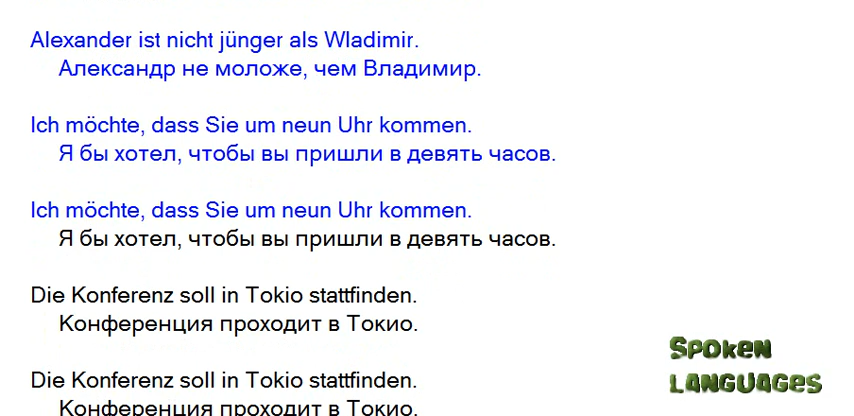 Alexander ist nicht jünger als Wladimir.
Александр не моложе, чем Владимир.
Ich möchte, dass Sie um neun Uhr kommen.
Я бы хотел, чтобы вы пришли в девять часов.
Ich möchte, dass Sie um neun Uhr kommen.
Я бы хотел, чтобы вы пришли в девять часов.
Die Konferenz soll in Tokio stattfinden.
Конференция проходит в Токио.
Die Konferenz soll in Tokio stattfinden.
Конференция проходит в Токио.
Spoken
Languages